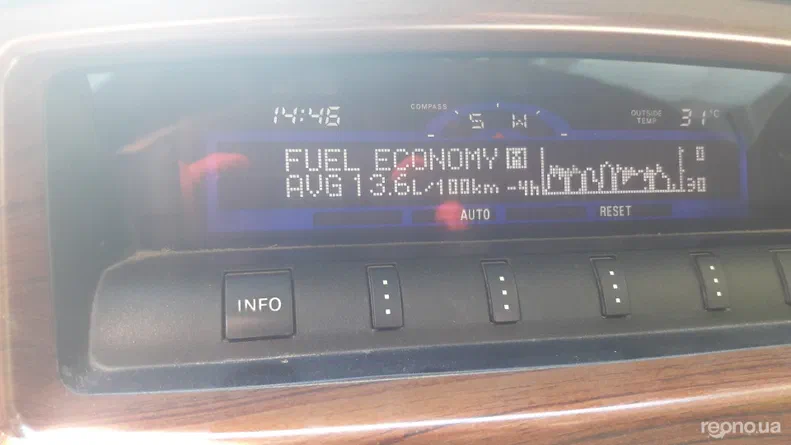 COMPASS
14:46 S W OUTSIDE TEMP 31°C
FUEL ECONOMY M 0
AVG 13.6L/100km -4h 30
AUTO RESET
INFO
repno.ua